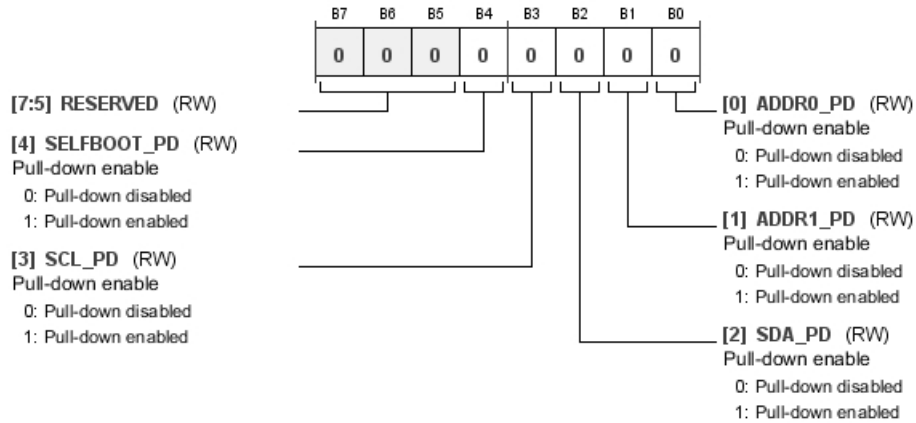 B7 B6 B5 B4 B3 B2 B1 B0
0 0 0 0 0 0 0 0
[7:5] RESERVED (RW)
[4] SELFBOOT_PD (RW)
Pull-down enable
0: Pull-down disabled
1: Pull-down enabled
[3] SCL_PD (RW)
Pull-down enable
0: Pull-down disabled
1: Pull-down enabled
[0] ADDR0_PD (RW)
Pull-down enable
0: Pull-down disabled
1: Pull-down enabled
[1] ADDR1_PD (RW)
Pull-down enable
0: Pull-down disabled
1: Pull-down enabled
[2] SDA_PD (RW)
Pull-down enable
0: Pull-down disabled
1: Pull-down enabled